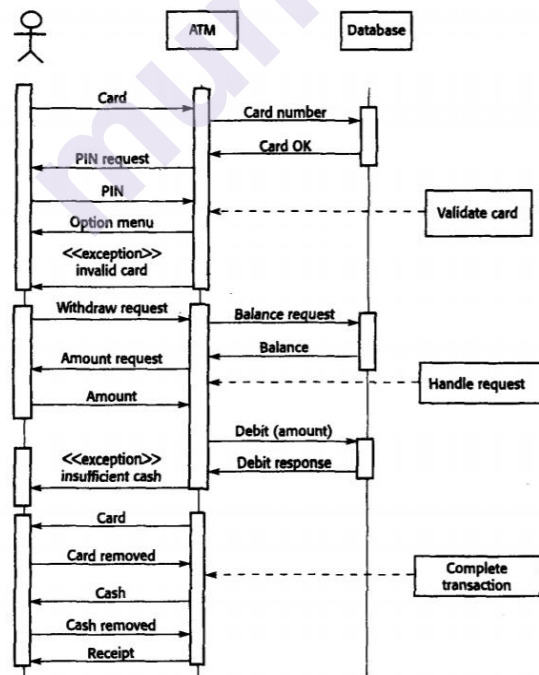 ATM
Database
Card
Card number
Card OK
PIN request
PIN
Option menu
Validate card
<<exception>>
invalid card
Withdraw request
Balance request
Balance
Amount request
Handle request
Amount
Debit (amount)
<<exception>>
insufficient cash
Debit response
Card
Card removed
Complete
transaction
Cash
Cash removed
Receipt